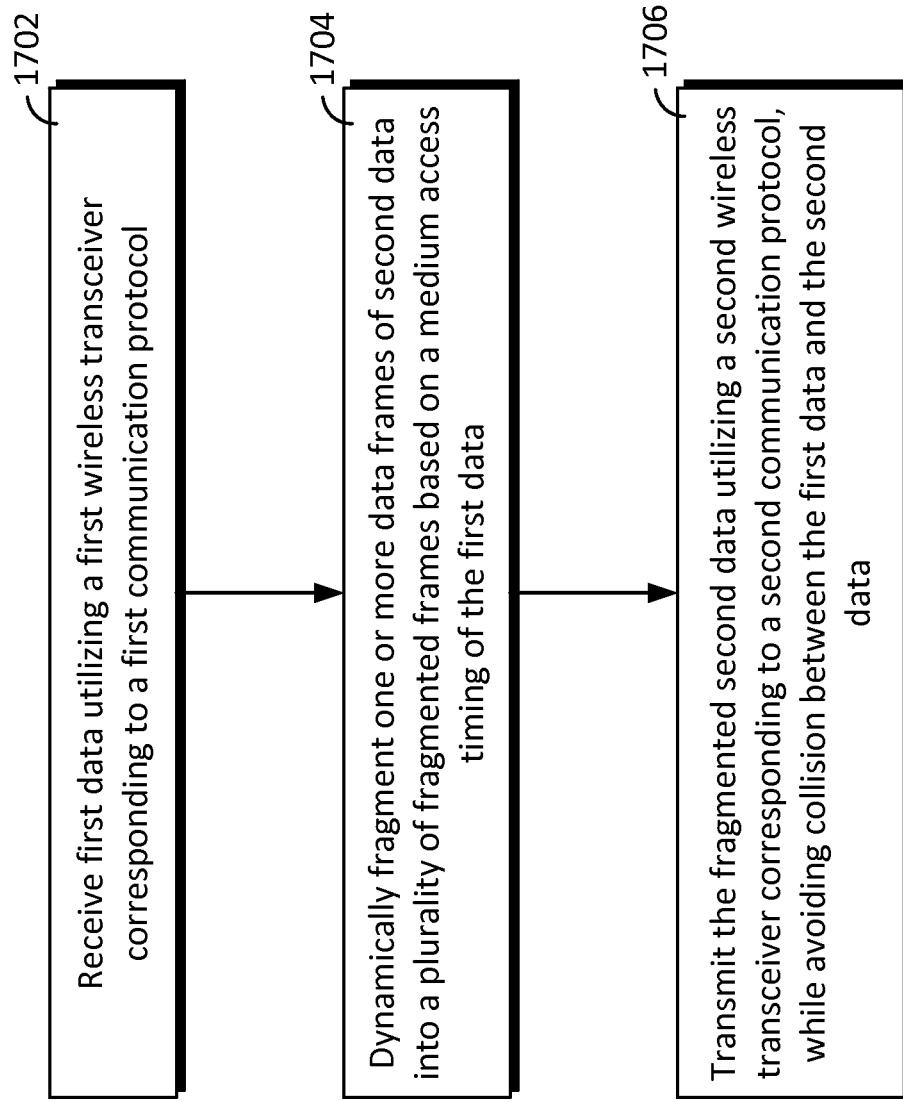 1702
Receive first data utilizing a first wireless transceiver
corresponding to a first communication protocol
1704
Dynamically fragment one or more data frames of second data
into a plurality of fragmented frames based on a medium access
timing of the first data
1706
Transmit the fragmented second data utilizing a second wireless
transceiver corresponding to a second communication protocol,
while avoiding collision between the first data and the second
data